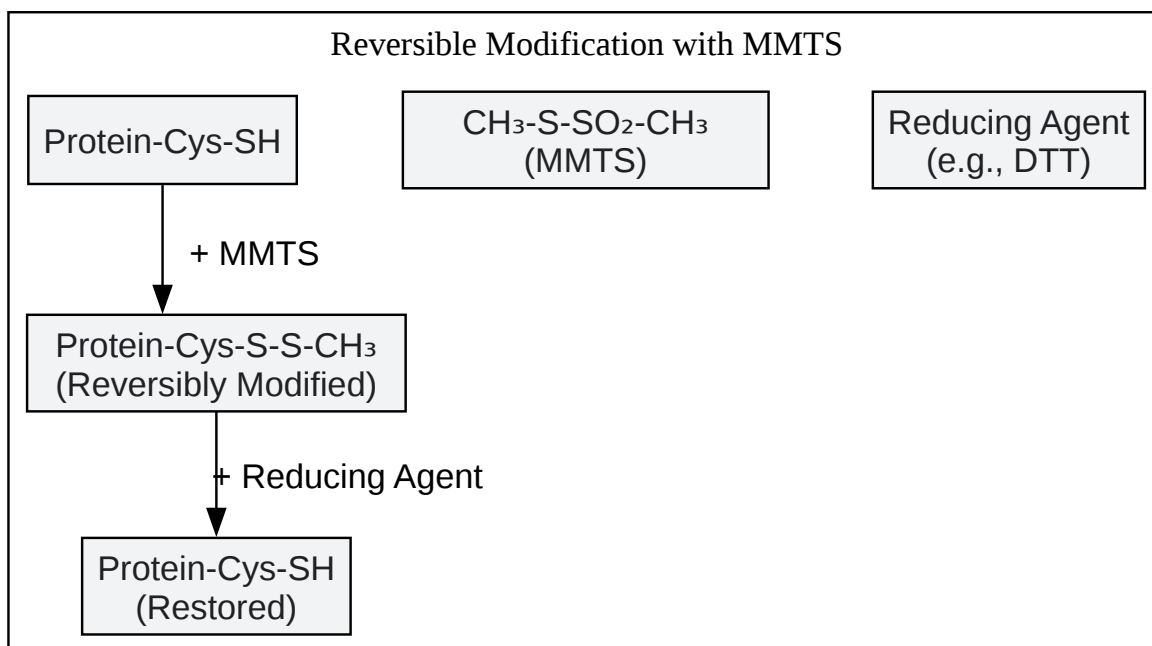 Reversible Modification with MMTS
Protein-Cys-SH
CH₃-S-SO₂-CH₃
(MMTS)
Reducing Agent
(e.g., DTT)
+ MMTS
Protein-Cys-S-S-CH₃
(Reversibly Modified)
+ Reducing Agent
Protein-Cys-SH
(Restored)